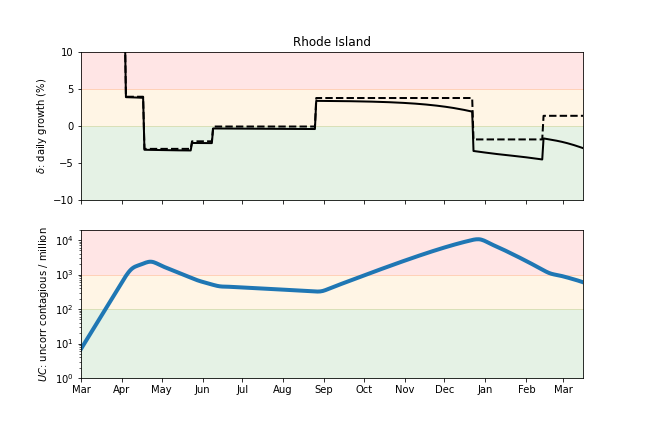 Rhode Island
10
5
0
−5
−10
δ: daily growth (%)
10⁴
10³
10²
10¹
10⁰
UC: uncorr contagious / million
Mar Apr May Jun Jul Aug Sep Oct Nov Dec Jan Feb Mar